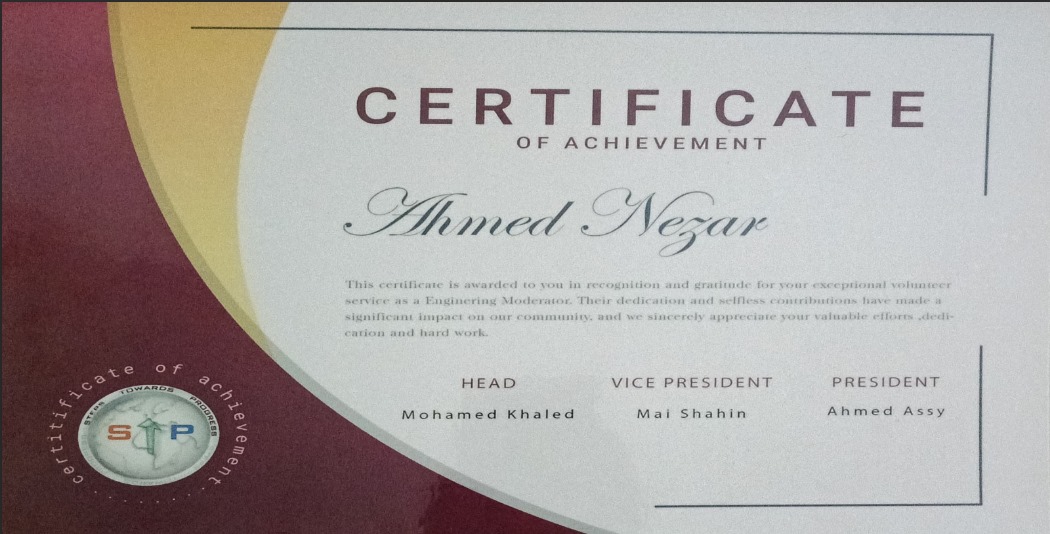 CERTIFICATE
OF ACHIEVEMENT
Ahmed Nezar
This certificate is awarded to you in recognition and gratitude for your exceptional volunteer
service as a Enginering Moderator. Their dedication and selfless contributions have made a
significant impact on our community, and we sincerely appreciate your valuable efforts ,dedi-
cation and hard work.
HEAD VICE PRESIDENT PRESIDENT
Mohamed Khaled Mai Shahin Ahmed Assy
certitificate of achievement
STEPS TOWARDS PROGRESS
S P